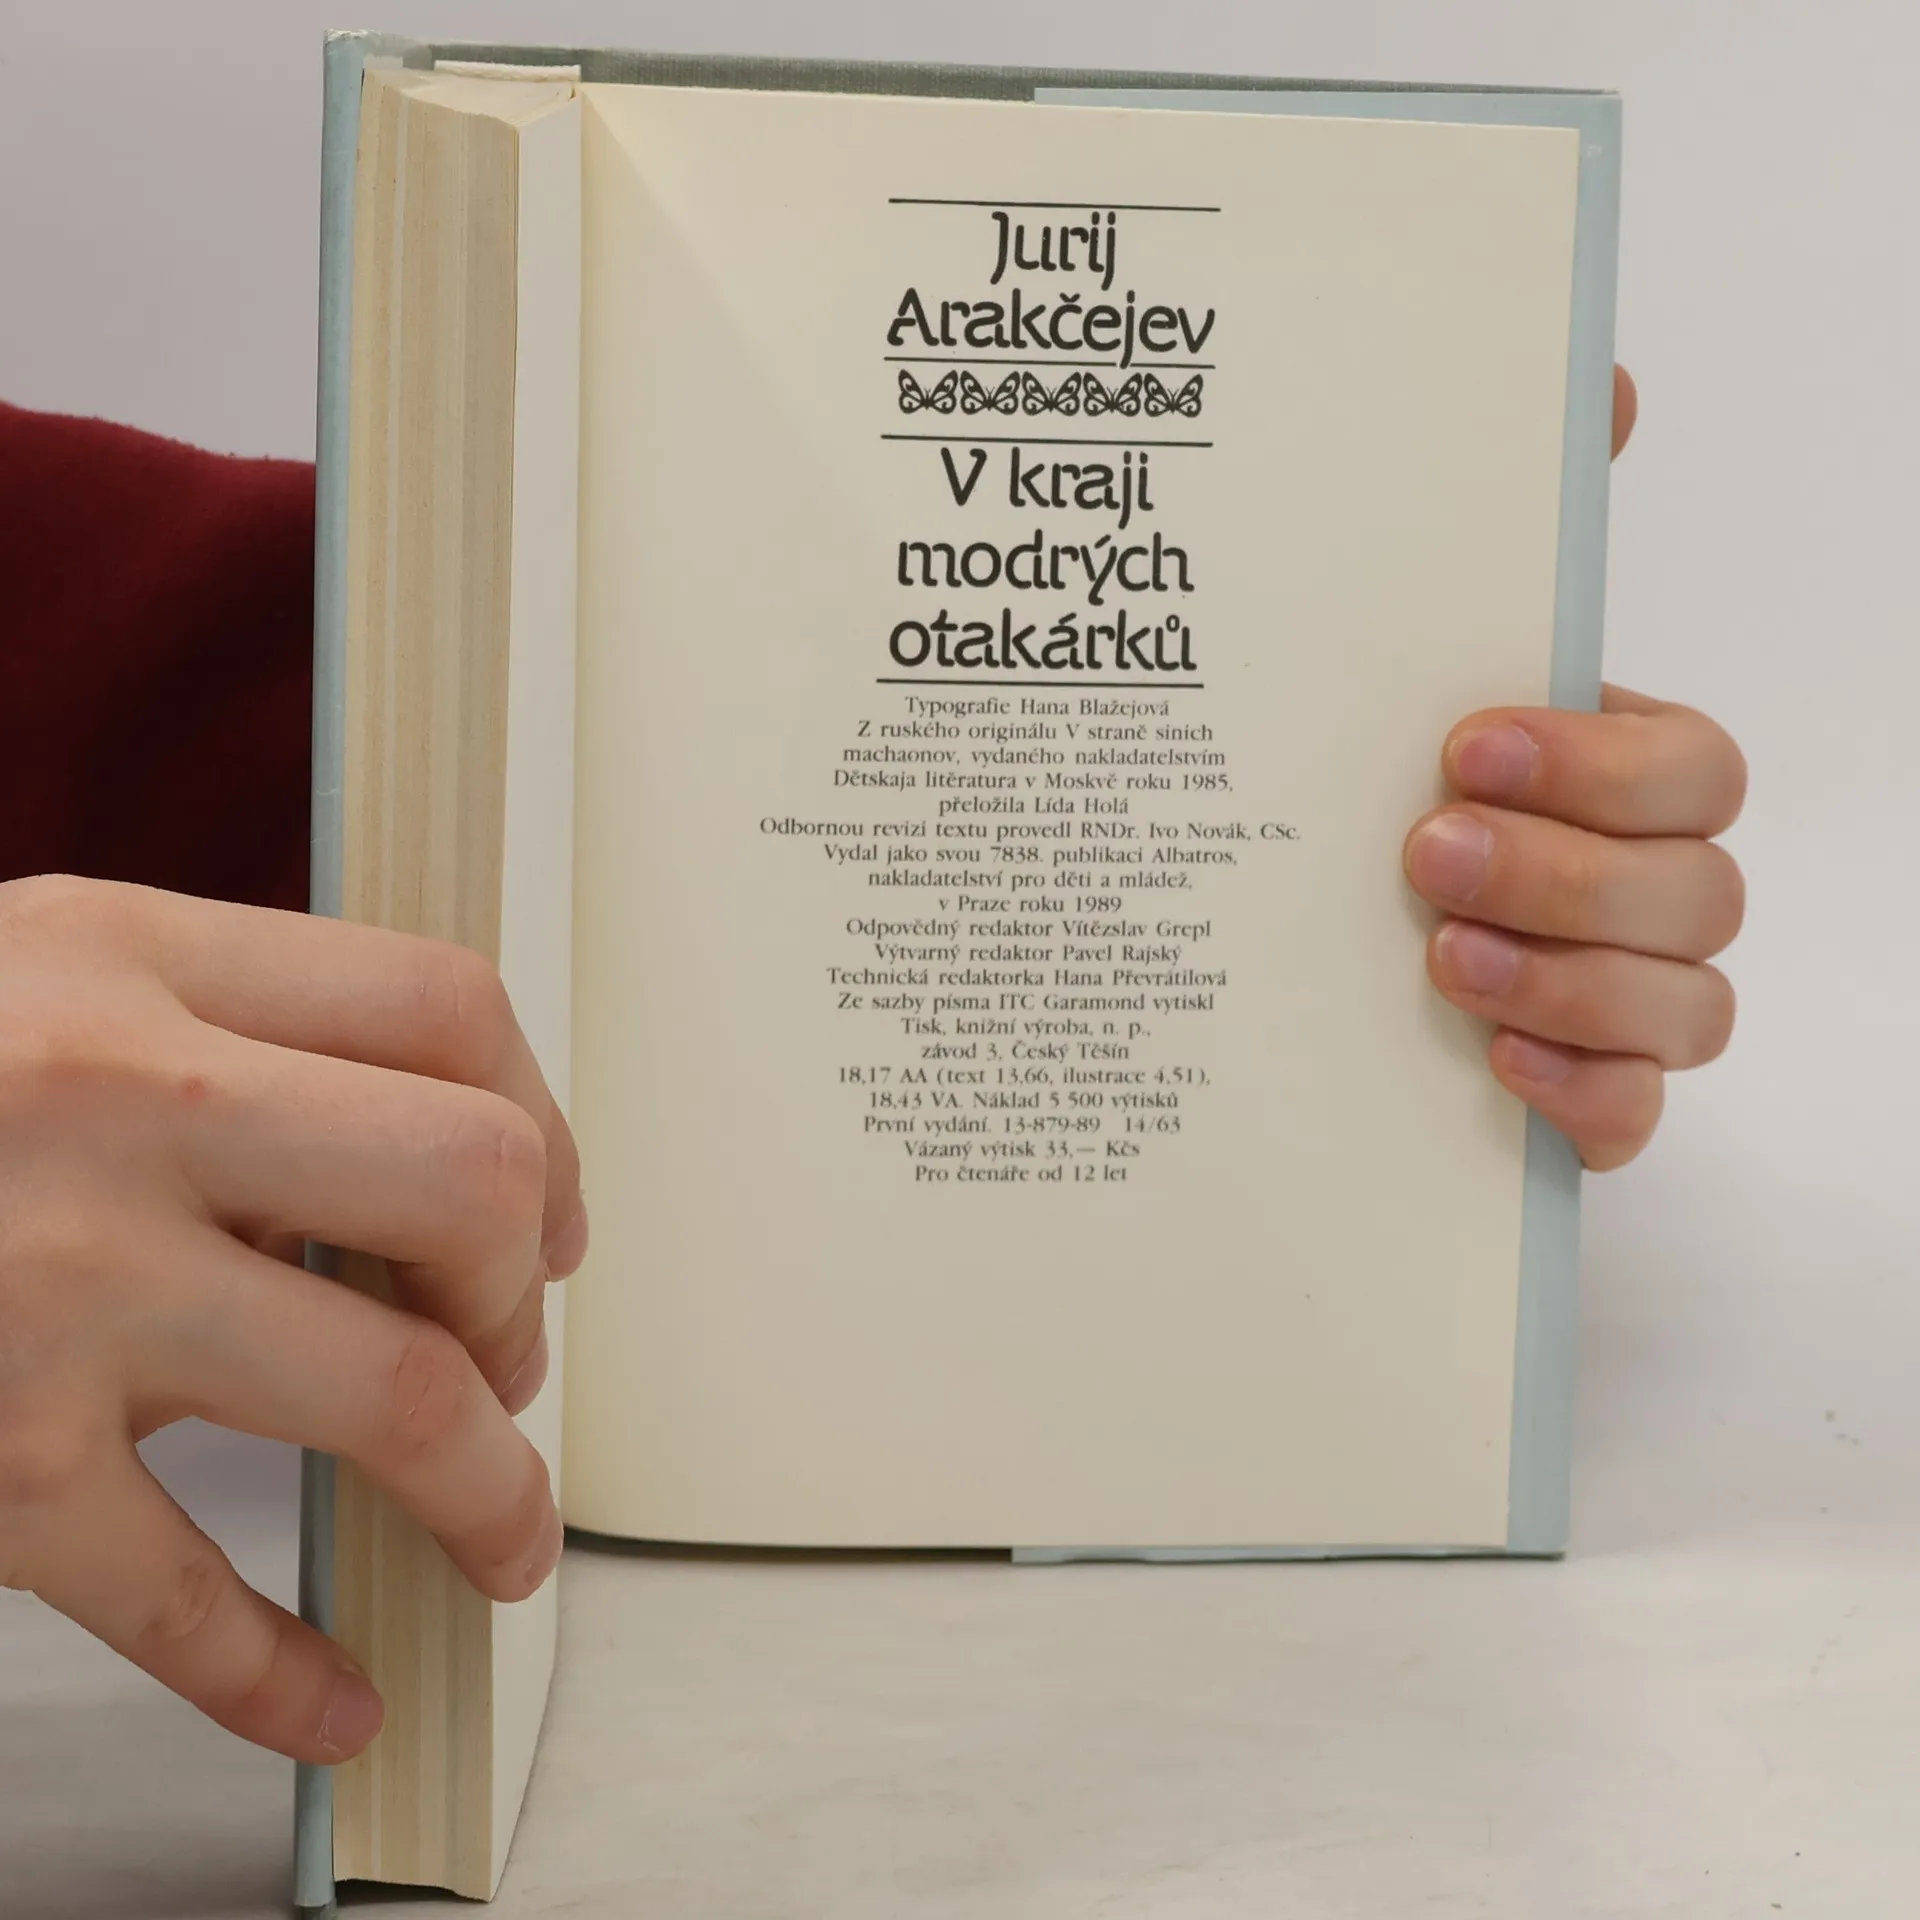 Jurij
Arakčejev
V kraji
modrých
otakárků
Typografie Hana Blažejová
Z ruského originálu V straně sinich
machaonov, vydaného nakladatelstvím
Dětskaja litěratura v Moskvě roku 1985,
přeložila Lída Holá
Odbornou revizi textu provedl RNDr. Ivo Novák, CSc.
Vydal jako svou 7838. publikaci Albatros,
nakladatelství pro děti a mládež,
v Praze roku 1989
Odpovědný redaktor Vítězslav Grepl
Výtvarný redaktor Pavel Rajský
Technická redaktorka Hana Převrátilová
Ze sazby písma ITC Garamond vytiskl
Tisk, knižní výroba, n. p.,
závod 3, Český Těšín
18,17 AA (text 13,66, ilustrace 4,51),
18,43 VA. Náklad 5 500 výtisků
První vydání. 13-879-89 14/63
Vázaný výtisk 33,— Kčs
Pro čtenáře od 12 let